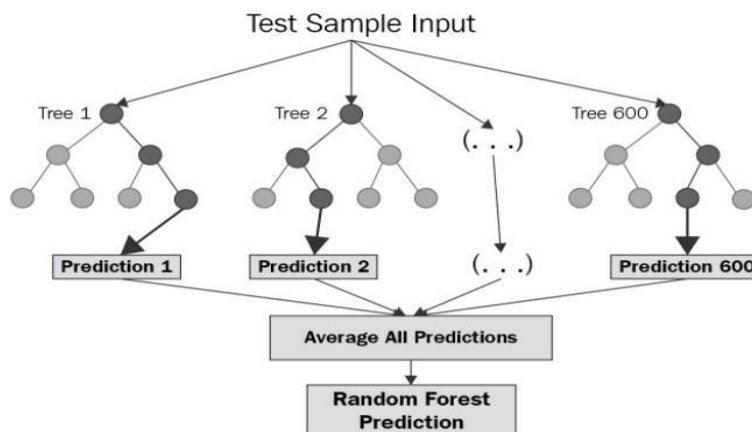 Test Sample Input
Tree 1
Tree 2
(. . .)
Tree 600
Prediction 1
Prediction 2
(. . .)
Prediction 600
Average All Predictions
Random Forest
Prediction